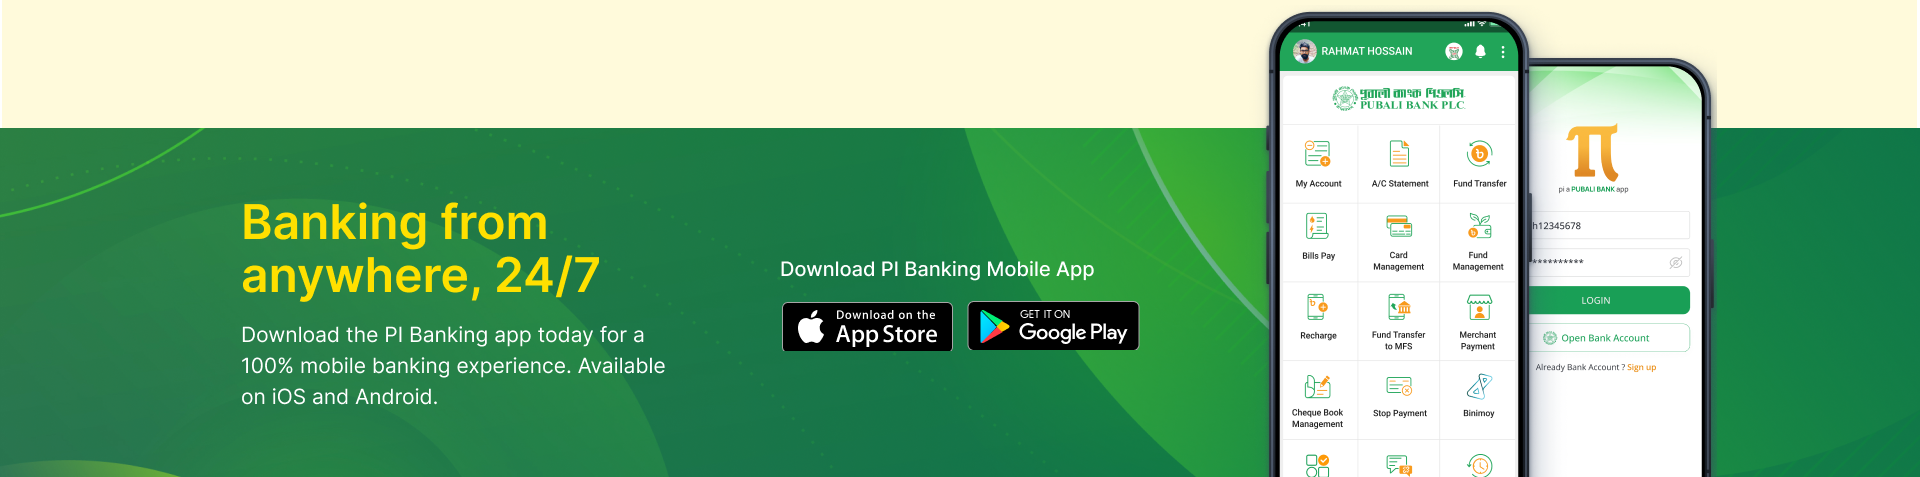 Banking from
anywhere, 24/7
Download the PI Banking app today for a
100% mobile banking experience. Available
on iOS and Android.
Download PI Banking Mobile App
Download on the
App Store
GET IT ON
Google Play
RAHMAT HOSSAIN
পূবালী ব্যাংক পিএলসি.
PUBALI BANK PLC.
My Account
A/C Statement
Fund Transfer
Bills Pay
Card
Management
Fund
Management
Recharge
Fund Transfer
to MFS
Merchant
Payment
Cheque Book
Management
Stop Payment
Binimoy
π
pi a PUBALI BANK app
h12345678
**********
LOGIN
Open Bank Account
Already Bank Account ? Sign up